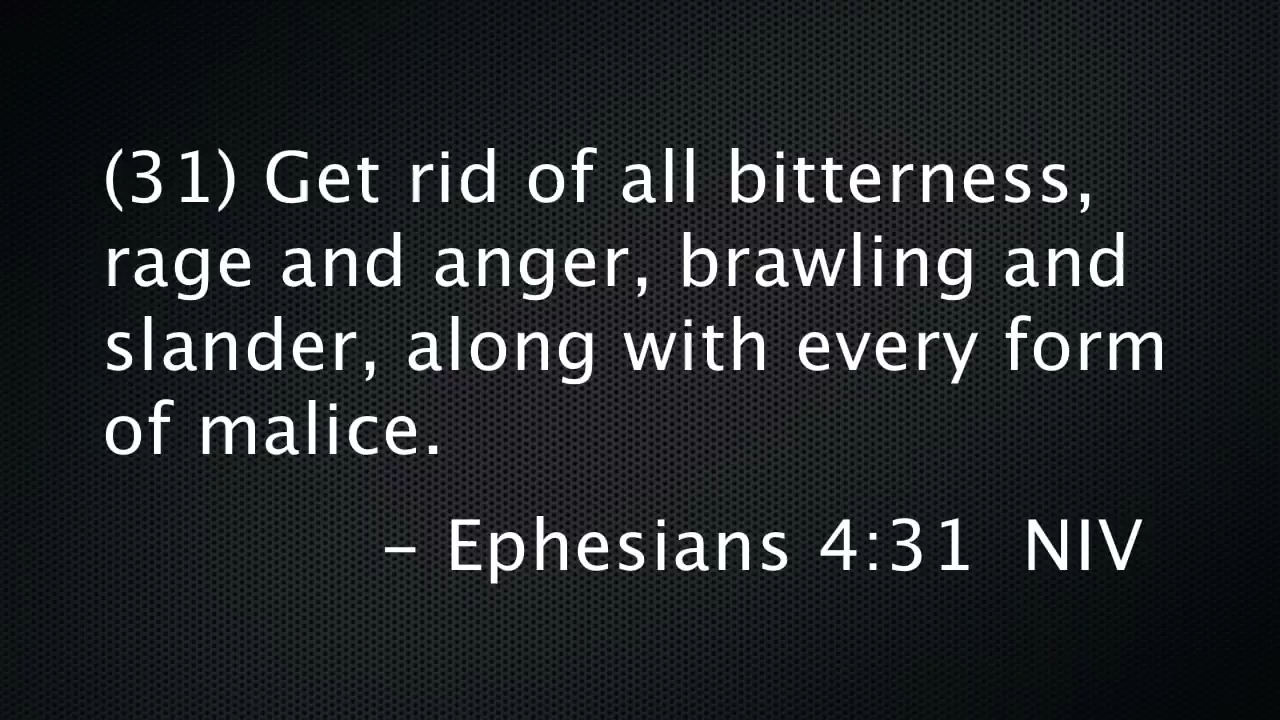 (31) Get rid of all bitterness,
rage and anger, brawling and
slander, along with every form
of malice.
– Ephesians 4:31 NIV